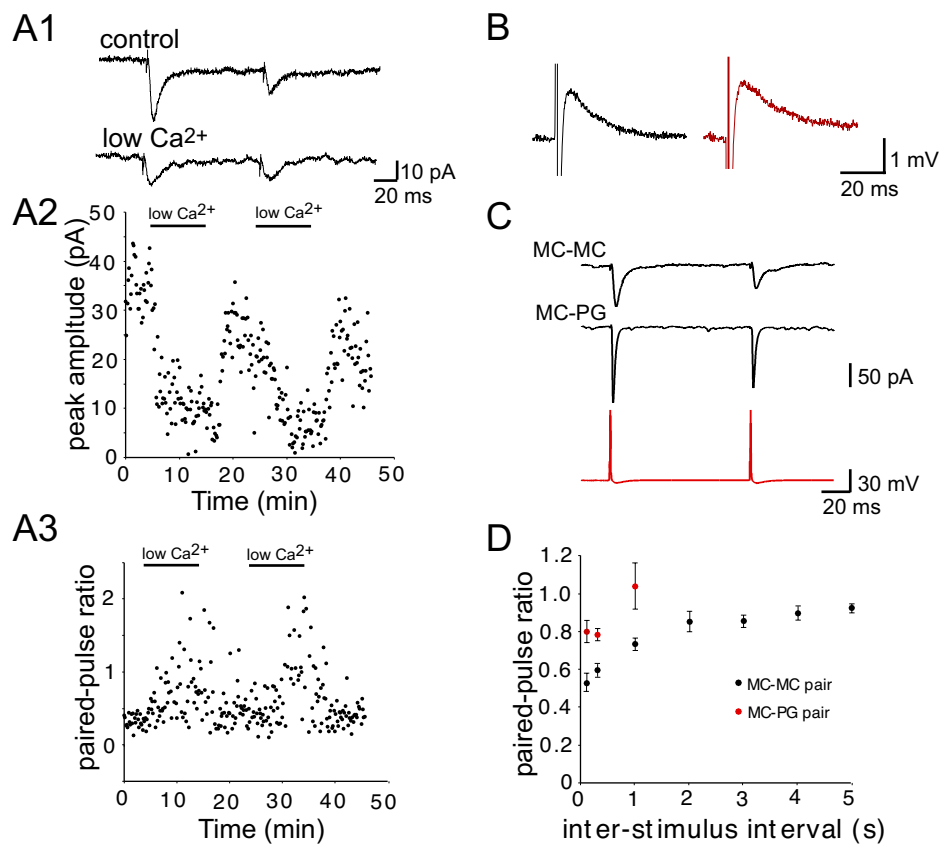 A1
control
low Ca2+
10 pA
20 ms
B
1 mV
20 ms
A2
low Ca2+ low Ca2+
peak ampltude (pA)
50
40
30
20
10
0
0 10 20 30 40 50
Time (min)
C
MC-MC
MC-PG
50 pA
30 mV
20 ms
A3
low Ca2+ low Ca2+
paired-pulse ratio
2
1
0
0 10 20 30 40 50
Time (min)
D
paired-pulse ratio
1.2
1.0
0.8
0.6
0.4
0.2
0
MC-MC pair
MC-PG pair
0 1 2 3 4 5
inter-stimulus interval (s)